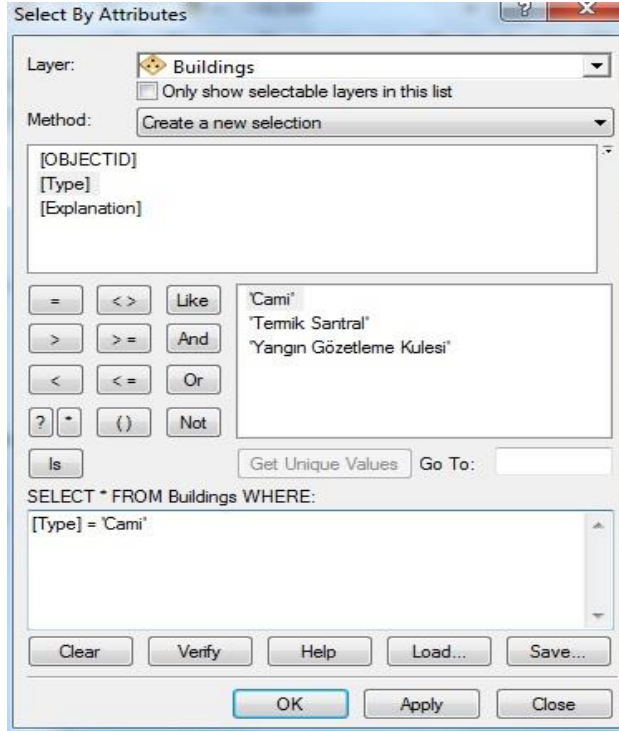 Select By Attributes
Layer: Buildings
Only show selectable layers in this list
Method: Create a new selection
[OBJECTID]
[Type]
[Explanation]
= <> Like
> >= And
< <= Or
? * () Not
Is
'Cami'
'Termik Santral'
'Yangın Gözetleme Kulesi'
Get Unique Values Go To:
SELECT * FROM Buildings WHERE:
[Type] = 'Cami'
Clear Verify Help Load... Save...
OK Apply Close